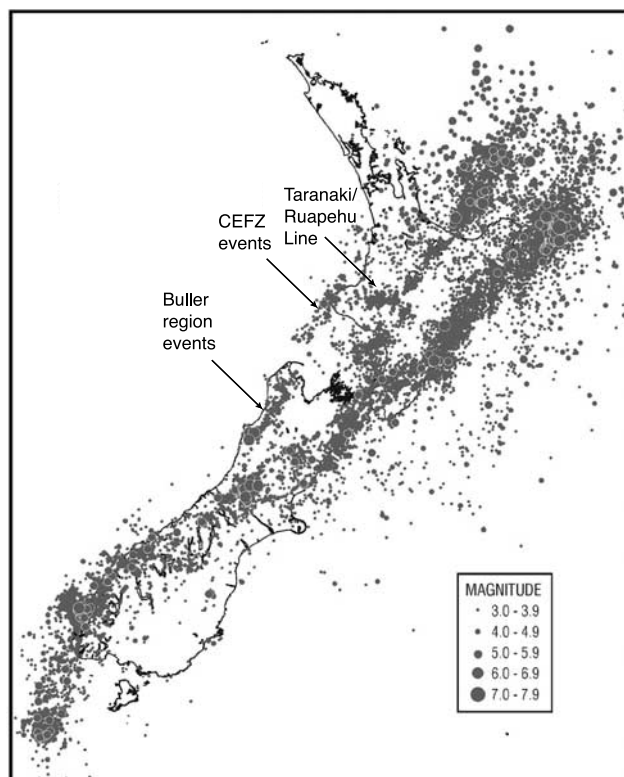 Taranaki/
Ruapehu
Line
CEFZ
events
Buller
region
events
MAGNITUDE
3.0 - 3.9
4.0 - 4.9
5.0 - 5.9
6.0 - 6.9
7.0 - 7.9